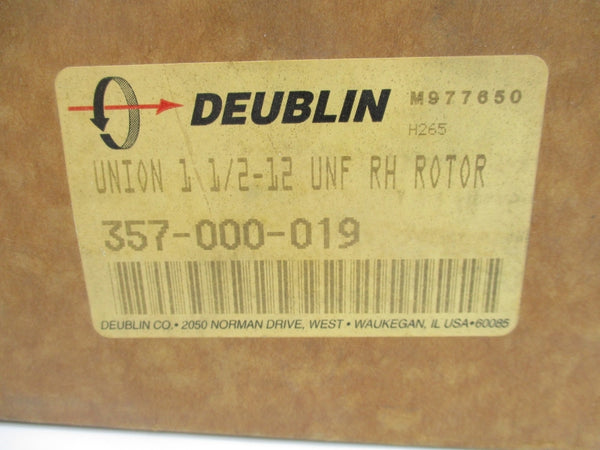 DEUBLIN M977650
H265
UNION 1 1/2-12 UNF RH ROTOR
357-000-019
DEUBLIN CO.• 2050 NORMAN DRIVE, WEST • WAUKEGAN, IL USA•60085